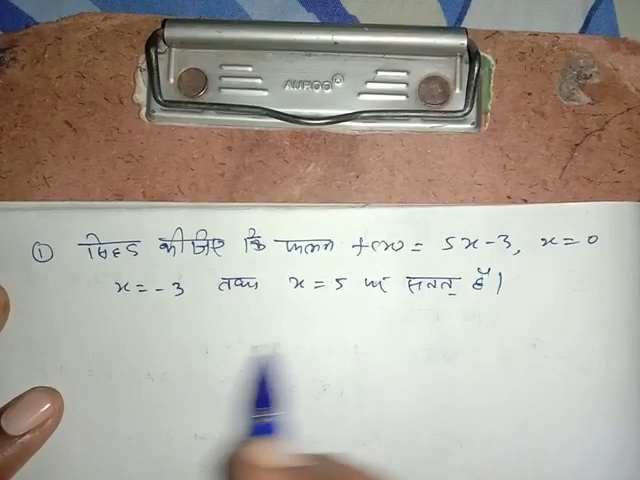 AUROO
① सिद्ध कीजिए कि फलन f(x) = 5x-3, x=0
x=-3 तथा x=5 पर सतत् है।